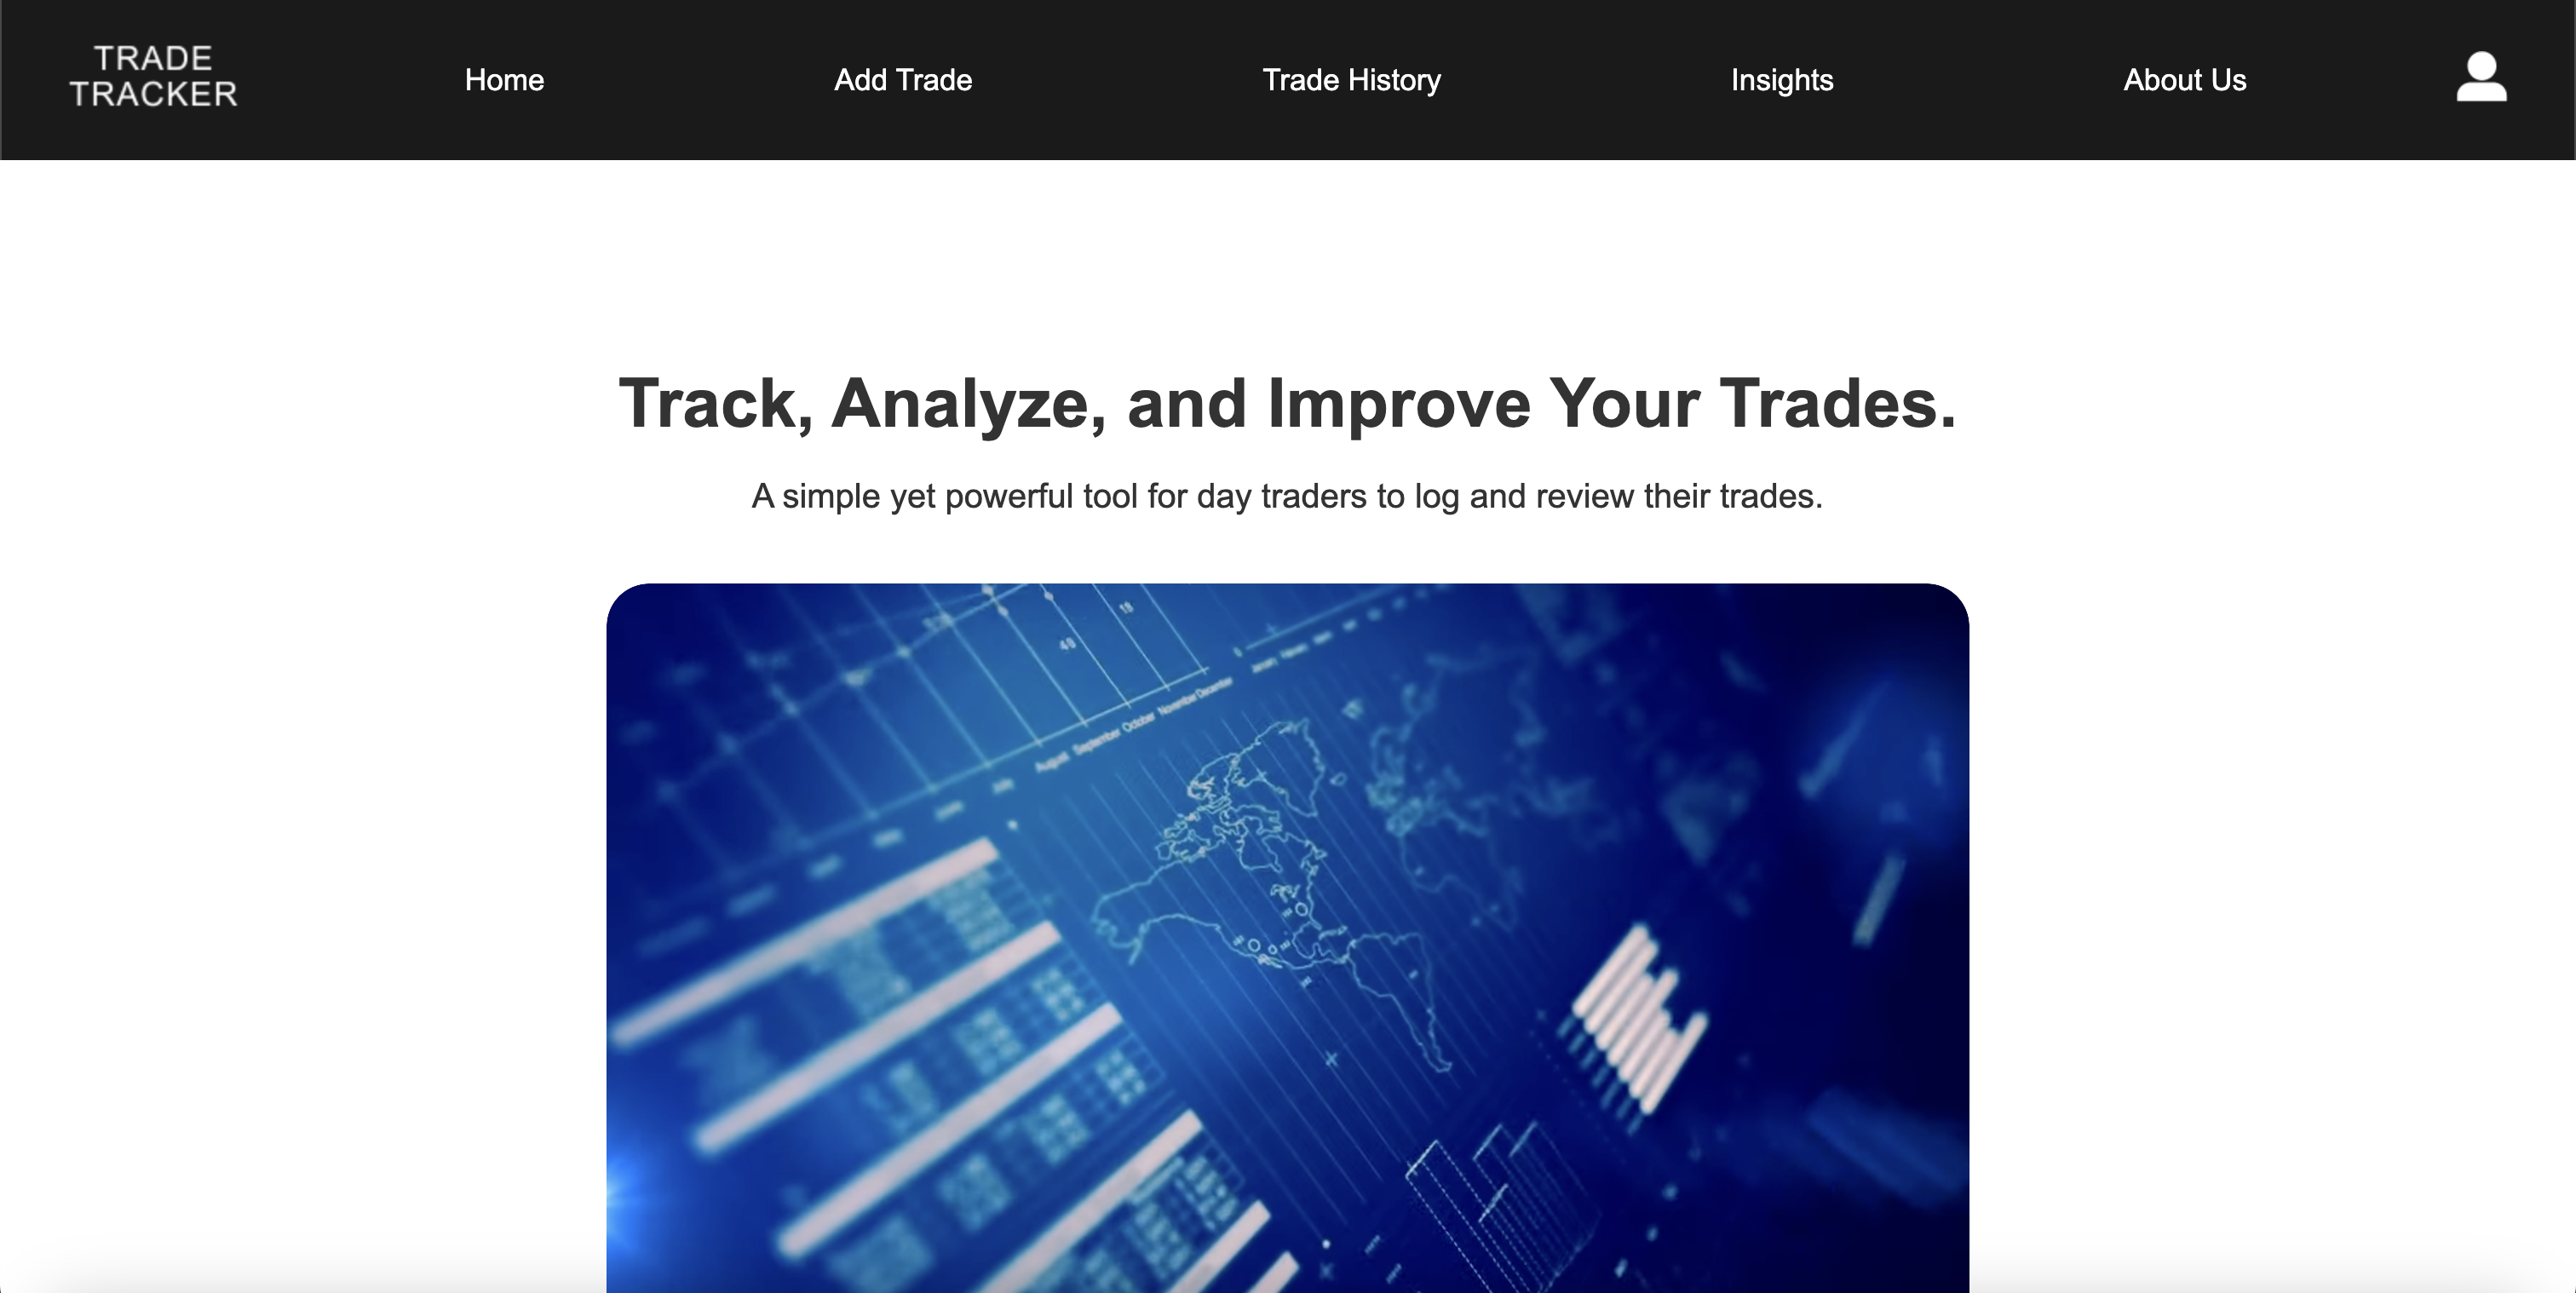 TRADE
TRACKER
Home
Add Trade
Trade History
Insights
About Us
Track, Analyze, and Improve Your Trades.
A simple yet powerful tool for day traders to log and review their trades.
15
August September October November December